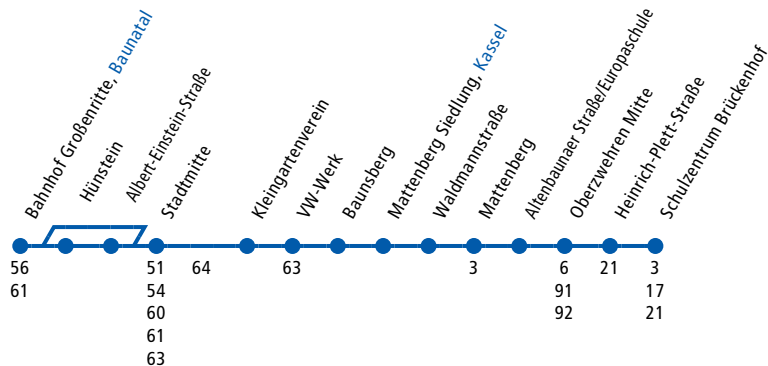 Bahnhof Großenritte, Baunatal
Hünstein
Albert-Einstein-Straße
Stadtmitte
Kleingartenverein
VW-Werk
Baunsberg
Mattenberg Siedlung, Kassel
Waldmannstraße
Mattenberg
Altenbaunaer Straße/Europaschule
Oberzwehren Mitte
Heinrich-Plett-Straße
Schulzentrum Brückenhof
56
61
51
54
60
61
63
64
63
3
6
91
92
21
3
17
21